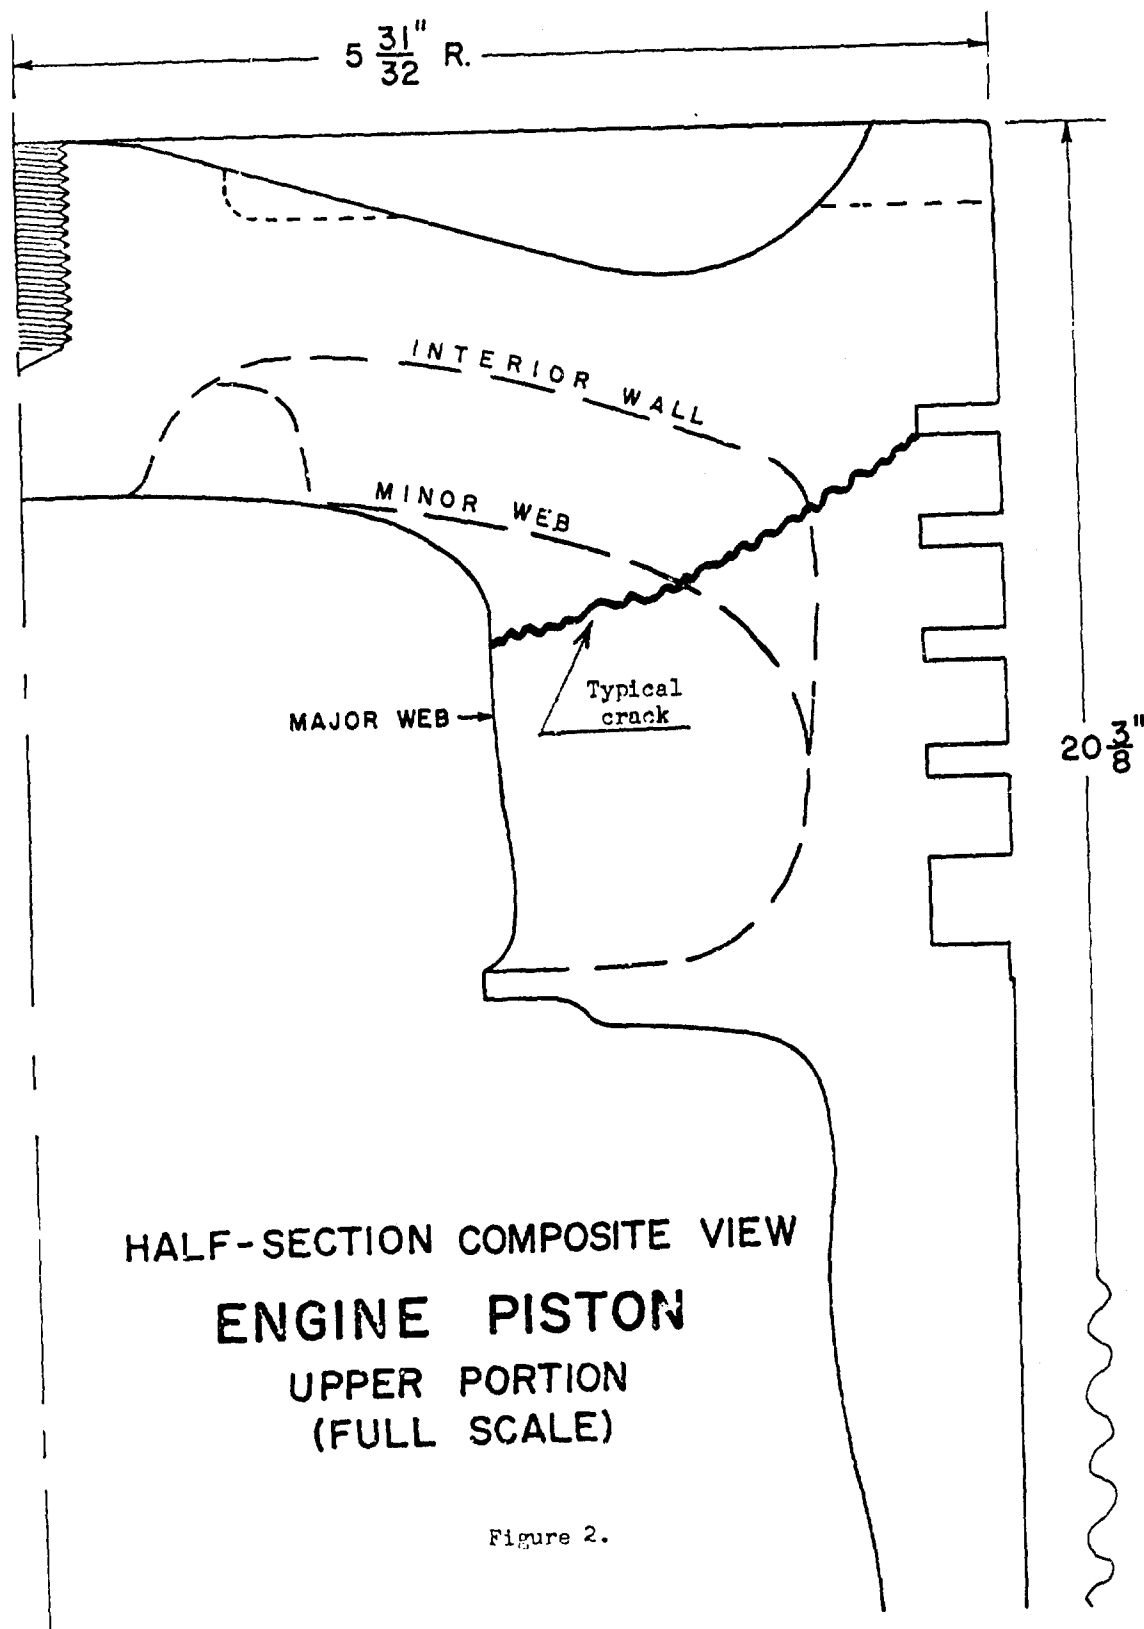 5 31/32" R.
INTERIOR WALL
MINOR WEB
Typical
crack
MAJOR WEB
20 3/8"
HALF-SECTION COMPOSITE VIEW
ENGINE PISTON
UPPER PORTION
(FULL SCALE)
Figure 2.